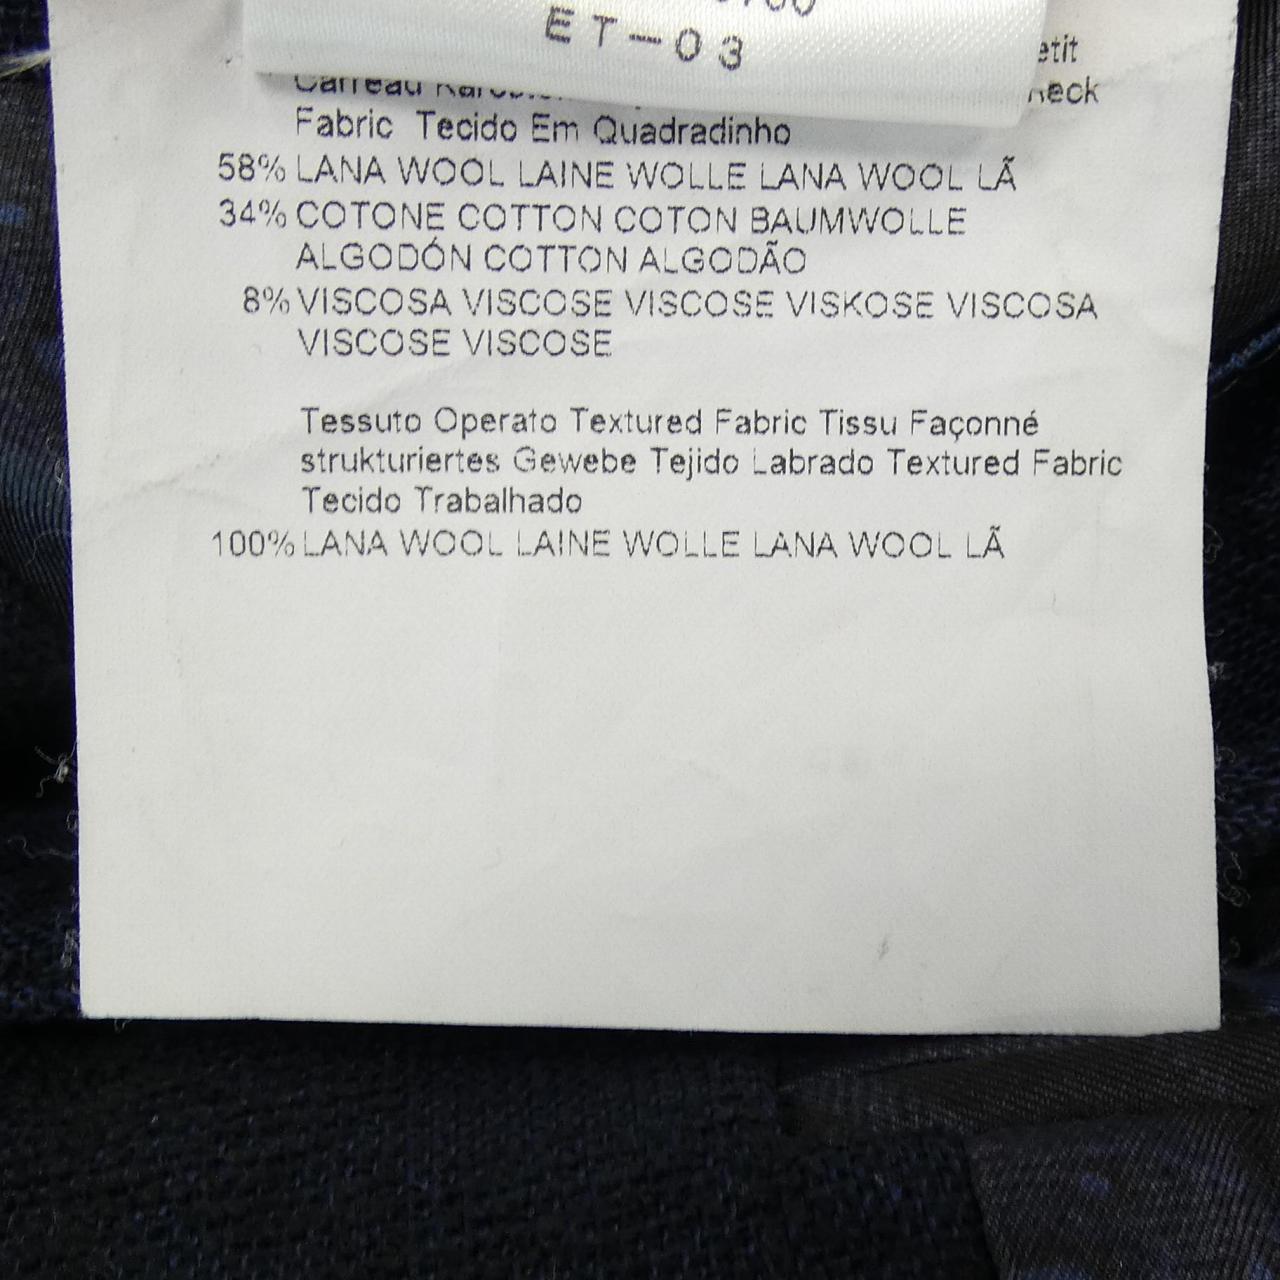 ET-03
etit
Carreau
Fabric Tecido Em Quadradinho
58% LANA WOOL LAINE WOLLE LANA WOOL LÃ
34% COTONE COTTON COTON BAUMWOLLE
ALGODÓN COTTON ALGODÃO
8% VISCOSA VISCOSE VISCOSE VISKOSE VISCOSA
VISCOSE VISCOSE
Tessuto Operato Textured Fabric Tissu Façonné
strukturiertes Gewebe Tejido Labrado Textured Fabric
Tecido Trabalhado
100% LANA WOOL LAINE WOLLE LANA WOOL LÃ